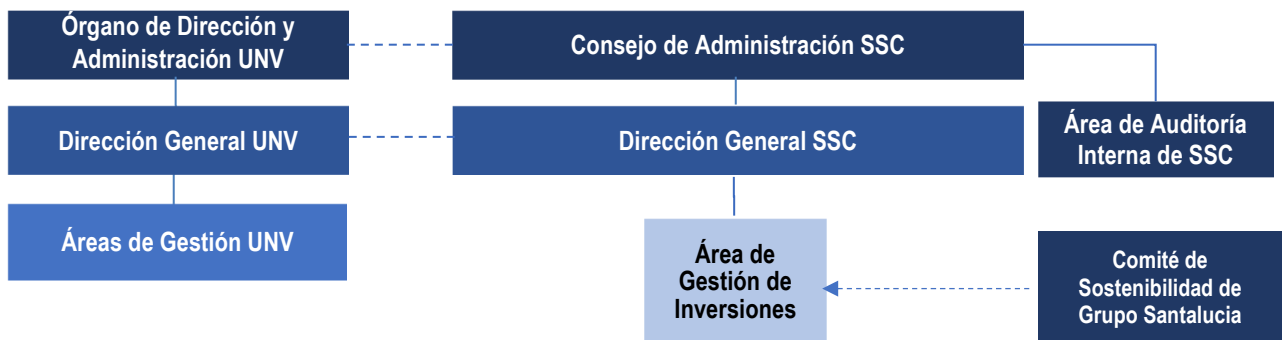 Órgano de Dirección y
Administración UNV
Consejo de Administración SSC
Dirección General UNV
Dirección General SSC
Área de Auditoría
Interna de SSC
Áreas de Gestión UNV
Área de
Gestión de
Inversiones
Comité de
Sostenibilidad de
Grupo Santalucia